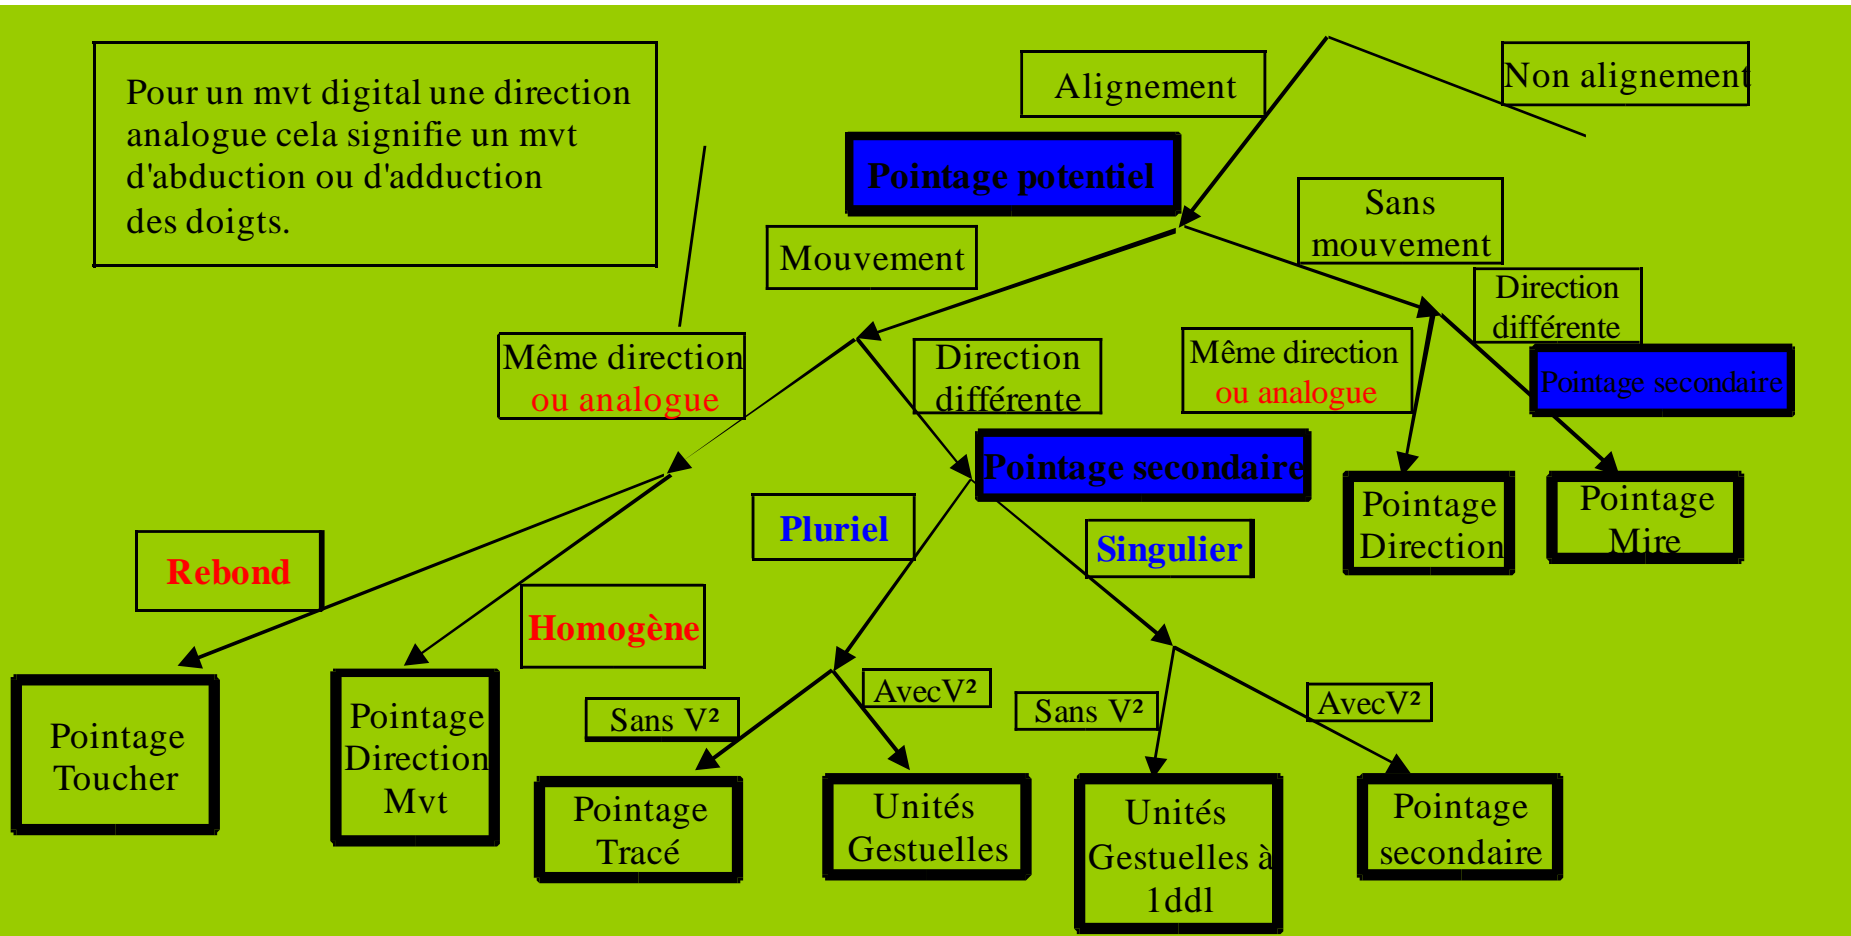 Pour un mvt digital une direction
analogue cela signifie un mvt
d'abduction ou d'adduction
des doigts.
Alignement
Non alignement
Pointage potentiel
Sans
mouvement
Mouvement
Direction
différente
Même direction
ou analogue
Direction
différente
Même direction
ou analogue
Pointage secondaire
Pointage secondaire
Pluriel
Singulier
Pointage
Direction
Pointage
Mire
Rebond
Homogène
Sans V²
AvecV²
Sans V²
AvecV²
Pointage
Toucher
Pointage
Direction
Mvt
Pointage
Tracé
Unités
Gestuelles
Unités
Gestuelles à
1ddl
Pointage
secondaire